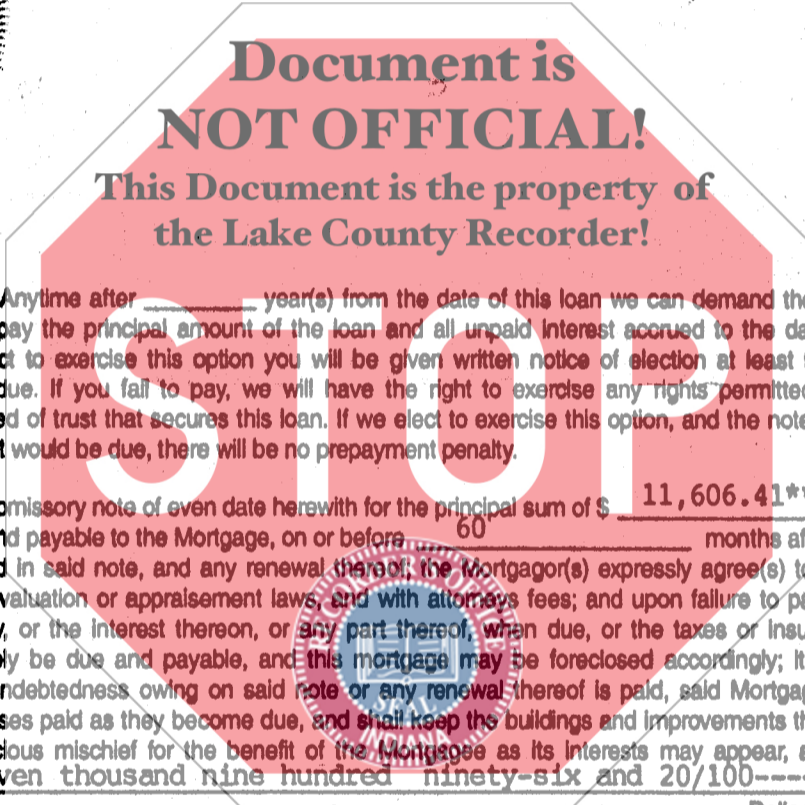 Document is
NOT OFFICIAL!
This Document is the property of
the Lake County Recorder!
STOP
Anytime after ________ year(s) from the date of this loan we can demand the
pay the principal amount of the loan and all unpaid interest accrued to the da
ct to exercise this option you will be given written notice of election at least
due. If you fail to pay, we will have the right to exercise any rights permitte
ed of trust that secures this loan. If we elect to exercise this option, and the note
t would be due, there will be no prepayment penalty.
omissory note of even date herewith for the principal sum of $ 11,606.41**
nd payable to the Mortgage, on or before 60 months af
d in said note, and any renewal thereof; the Mortgagor(s) expressly agree(s) to
valuation or appraisement laws, and with attorneys fees; and upon failure to pa
, or the interest thereon, or any part thereof, when due, or the taxes or insu
ly be due and payable, and this mortgage may be foreclosed accordingly; it
ndebtedness owing on said note or any renewal thereof is paid, said Mortga
ses paid as they become due, and shall keep the buildings and improvements th
ious mischief for the benefit of the Mortgagee as its interests may appear, a
ven thousand nine hundred ninety-six and 20/100----
SEAL
INDIANA